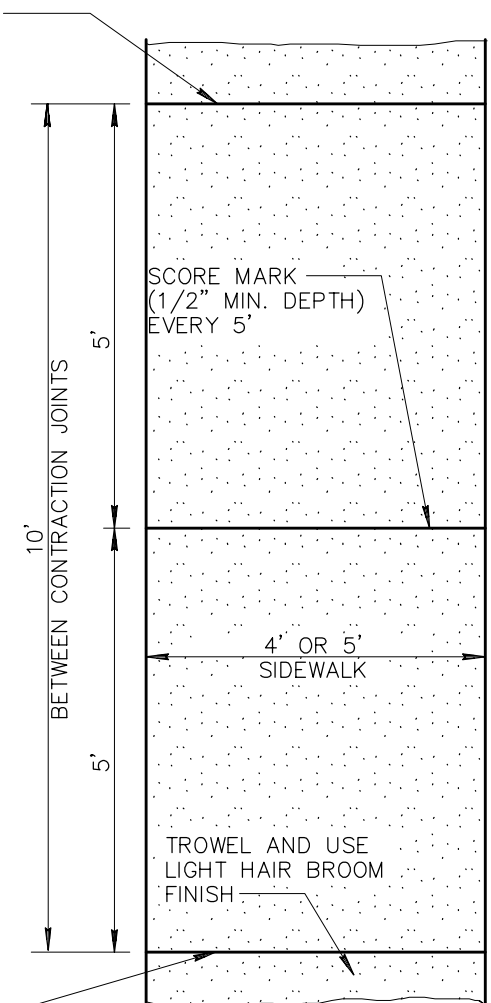 SCORE MARK
(1/2" MIN. DEPTH)
EVERY 5'
5'
10'
BETWEEN CONTRACTION JOINTS
4' OR 5'
SIDEWALK
5'
TROWEL AND USE
LIGHT HAIR BROOM
FINISH